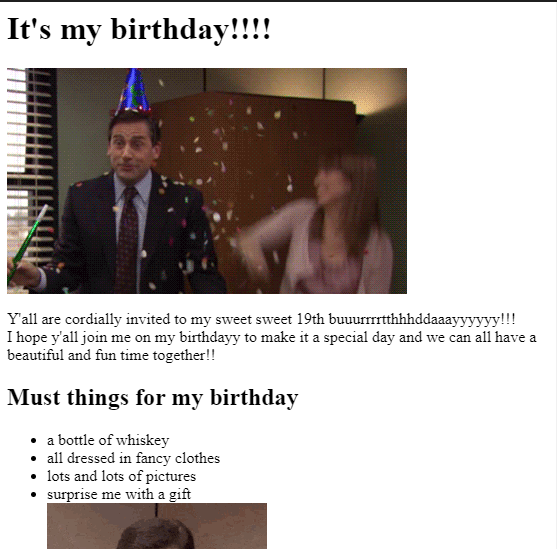 It's my birthday!!!!
Y'all are cordially invited to my sweet sweet 19th buuurrrrtthhhddaaayyyyyy!!!
I hope y'all join me on my birthdayy to make it a special day and we can all have a
beautiful and fun time together!!
Must things for my birthday
a bottle of whiskey
all dressed in fancy clothes
lots and lots of pictures
surprise me with a gift